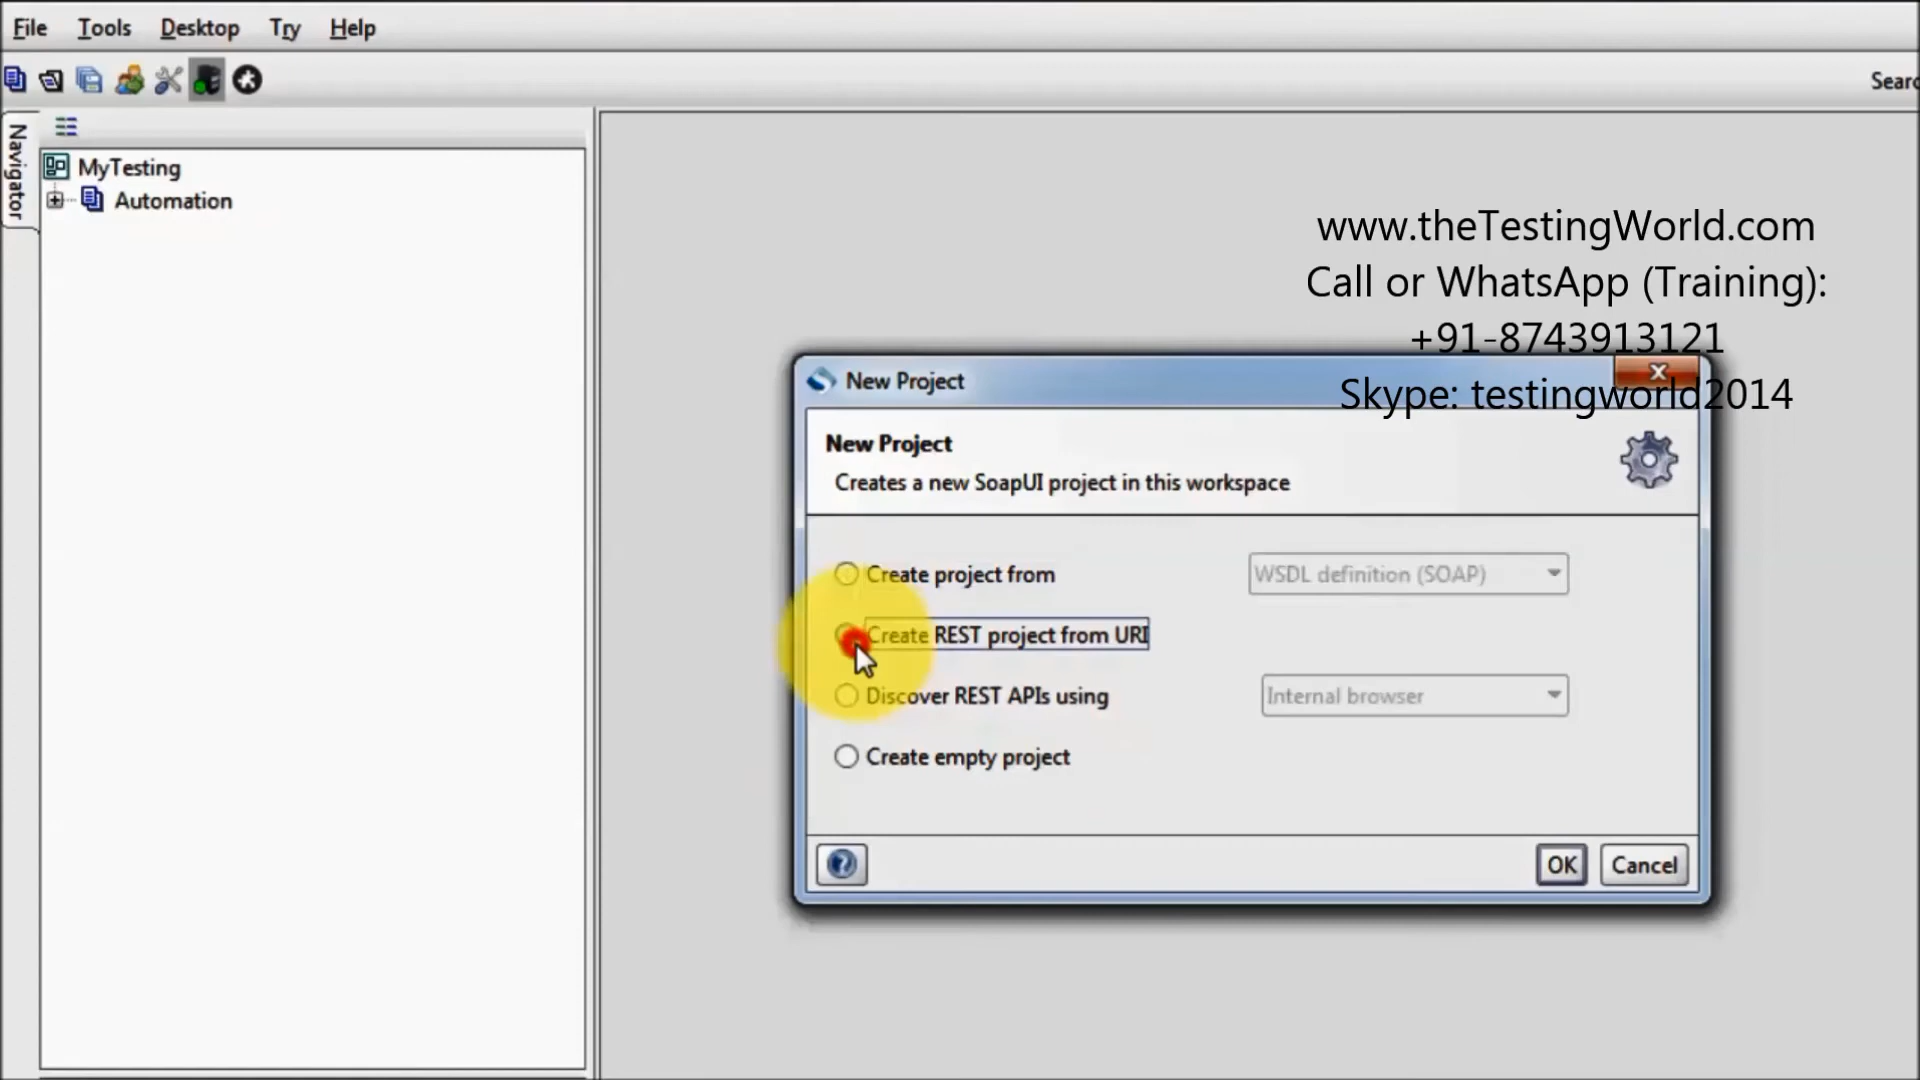 File Tools Desktop Try Help
Navigator
MyTesting
Automation
www.theTestingWorld.com
Call or WhatsApp (Training):
+91-8743913121
Skype: testingworld2014
New Project
New Project
Creates a new SoapUI project in this workspace
Create project from WSDL definition (SOAP)
Create REST project from URI
Discover REST APIs using Internal browser
Create empty project
OK Cancel